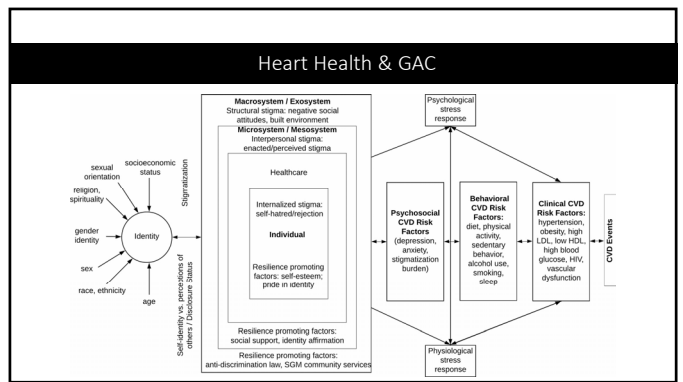 Heart Health & GAC
Macrosystem / Exosystem
Structural stigma: negative social
attitudes, built environment
Microsystem / Mesosystem
Interpersonal stigma:
enacted/perceived stigma
Healthcare
Internalized stigma:
self-hatred/rejection
Individual
Resilience promoting
factors: self-esteem;
pride in identity
Resilience promoting factors:
social support, identity affirmation
Resilience promoting factors:
anti-discrimination law, SGM community services
socioeconomic
status
sexual
orientation
religion,
spirituality
gender
identity
sex
race, ethnicity
age
Identity
Stigmatization
Self-identity vs. perceptions of
others / Disclosure Status
Psychological
stress
response
Psychosocial
CVD Risk
Factors
(depression,
anxiety,
stigmatization
burden)
Behavioral
CVD Risk
Factors:
diet, physical
activity,
sedentary
behavior,
alcohol use,
smoking,
sleep
Clinical CVD
Risk Factors:
hypertension,
obesity, high
LDL, low HDL,
high blood
glucose, HIV,
vascular
dysfunction
CVD Events
Physiological
stress
response